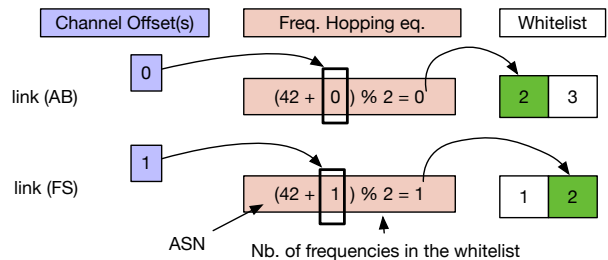 Channel Offset(s) Freq. Hopping eq. Whitelist
0
link (AB) (42 + 0 ) % 2 = 0 2 3
1
link (FS) (42 + 1 ) % 2 = 1 1 2
ASN
Nb. of frequencies in the whitelist